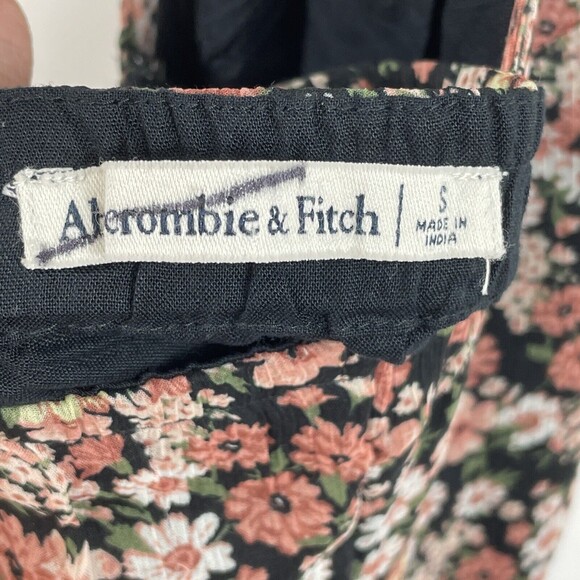 Abercrombie & Fitch
S
MADE IN
INDIA